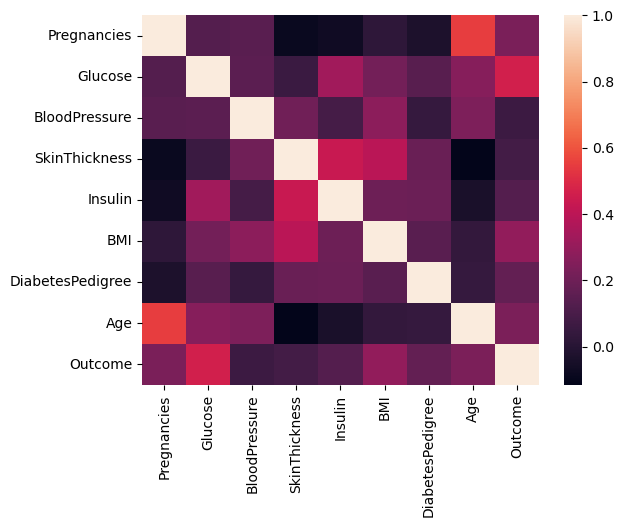 Pregnancies
Glucose
BloodPressure
SkinThickness
Insulin
BMI
DiabetesPedigree
Age
Outcome
Pregnancies
Glucose
BloodPressure
SkinThickness
Insulin
BMI
DiabetesPedigree
Age
Outcome
1.0
0.8
0.6
0.4
0.2
0.0